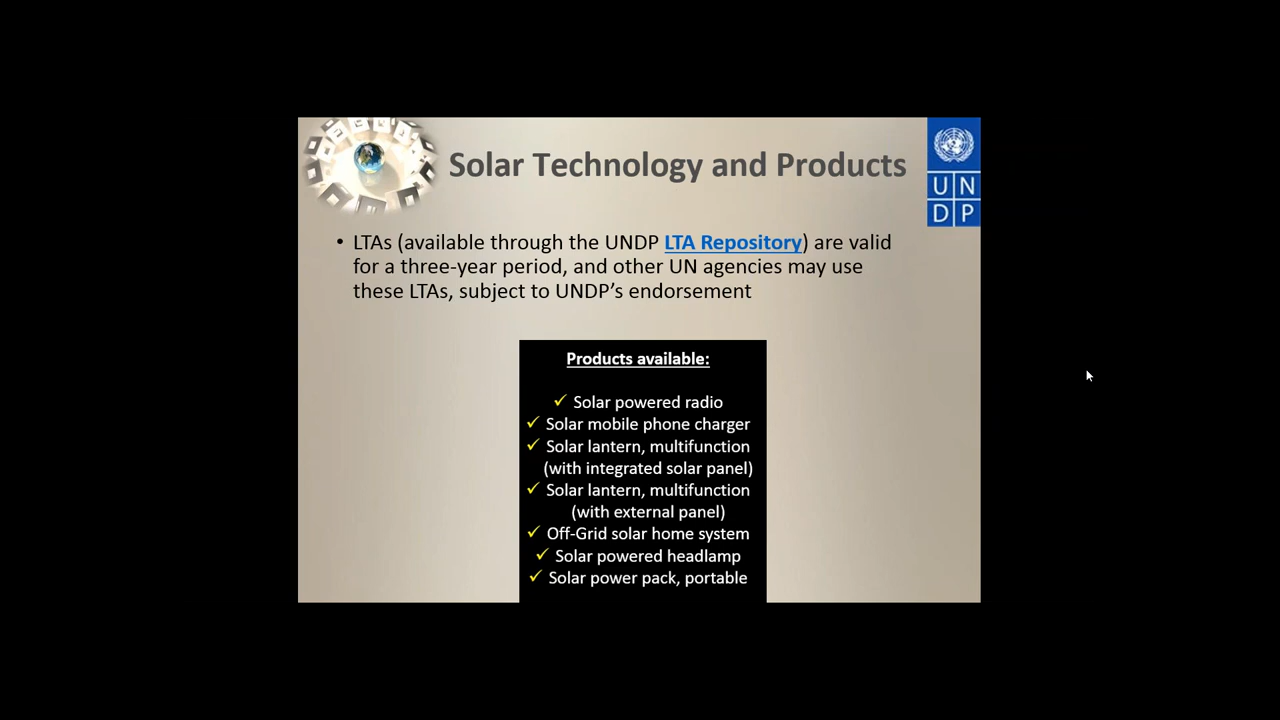 Solar Technology and Products
UN
DP
• LTAs (available through the UNDP LTA Repository) are valid
for a three-year period, and other UN agencies may use
these LTAs, subject to UNDP’s endorsement
Products available:
✓ Solar powered radio
✓ Solar mobile phone charger
✓ Solar lantern, multifunction
(with integrated solar panel)
✓ Solar lantern, multifunction
(with external panel)
✓ Off-Grid solar home system
✓ Solar powered headlamp
✓ Solar power pack, portable